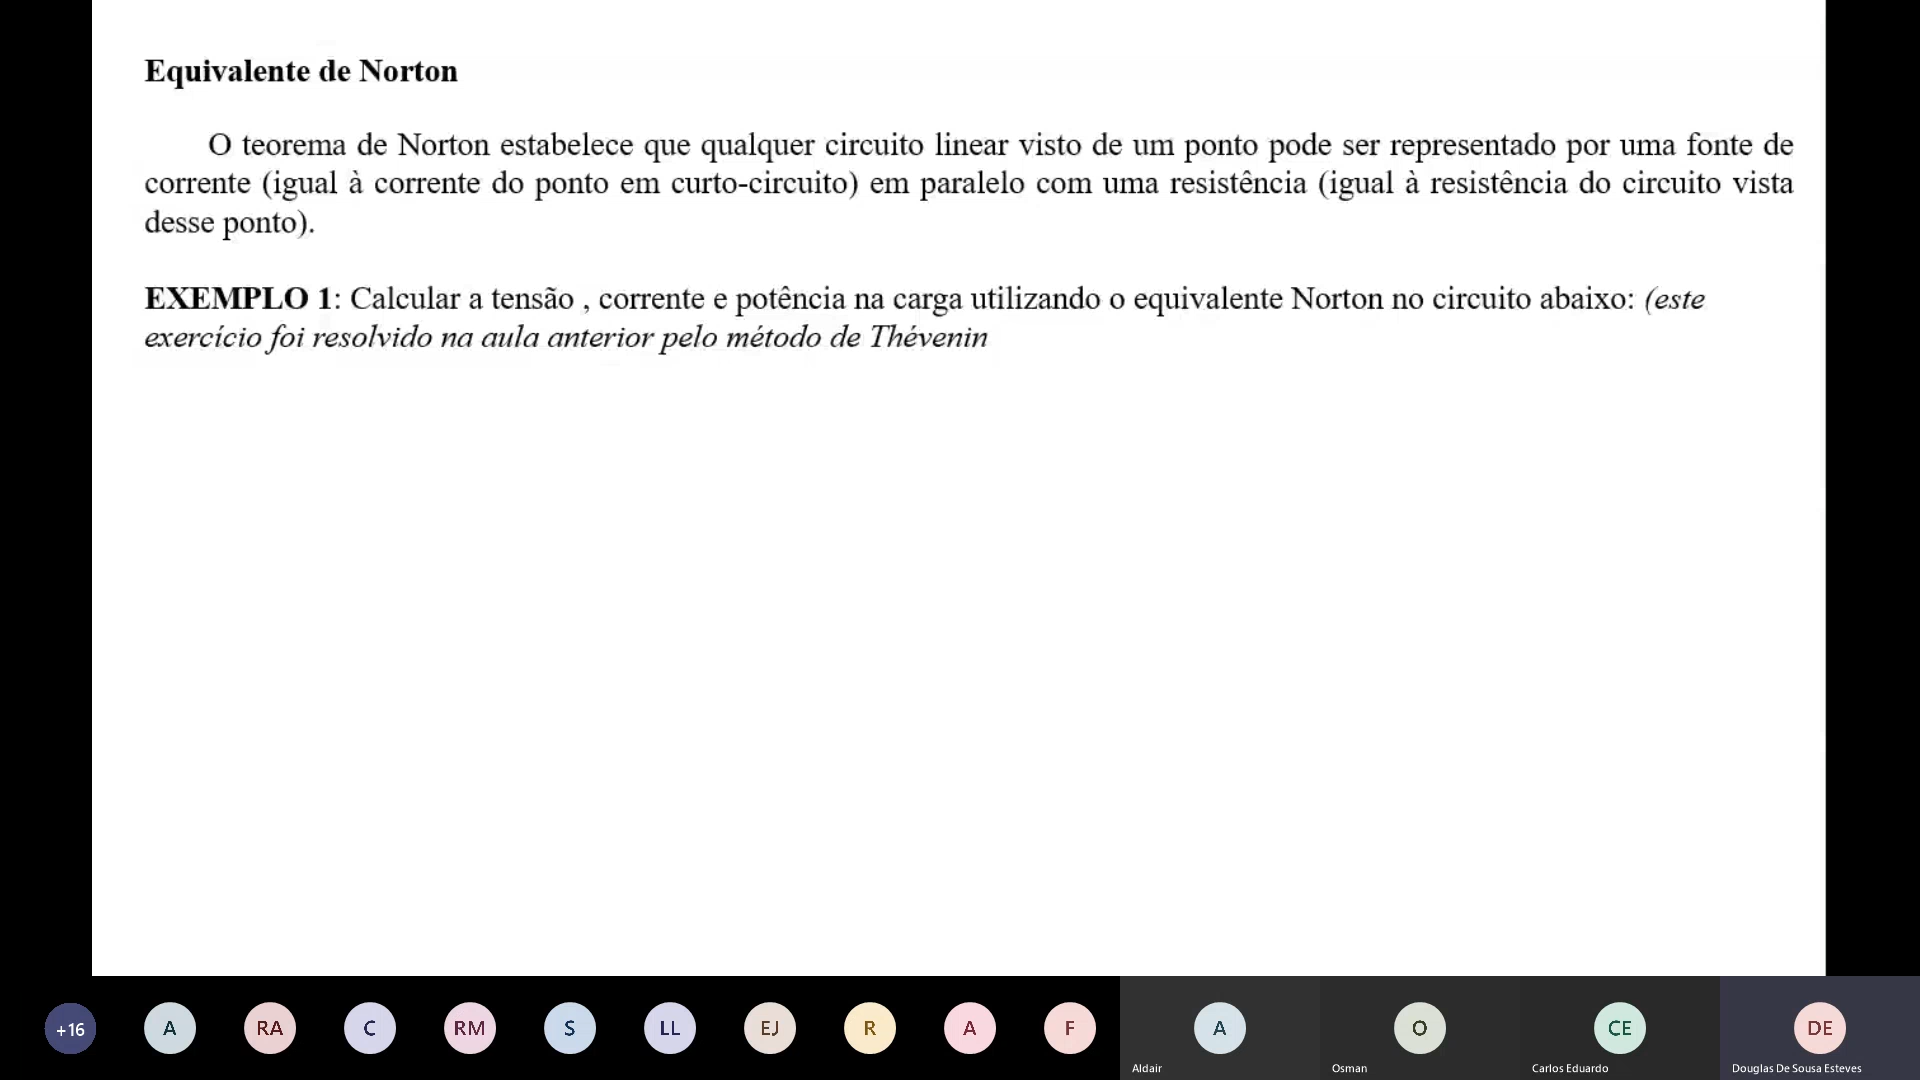 Equivalente de Norton
O teorema de Norton estabelece que qualquer circuito linear visto de um ponto pode ser representado por uma fonte de
corrente (igual à corrente do ponto em curto-circuito) em paralelo com uma resistência (igual à resistência do circuito vista
desse ponto).
EXEMPLO 1: Calcular a tensão , corrente e potência na carga utilizando o equivalente Norton no circuito abaixo: (este
exercício foi resolvido na aula anterior pelo método de Thévenin
+16 A RA C RM S LL EJ R A F A O CE DE
Aldair Osman Carlos Eduardo Douglas De Sousa Esteves